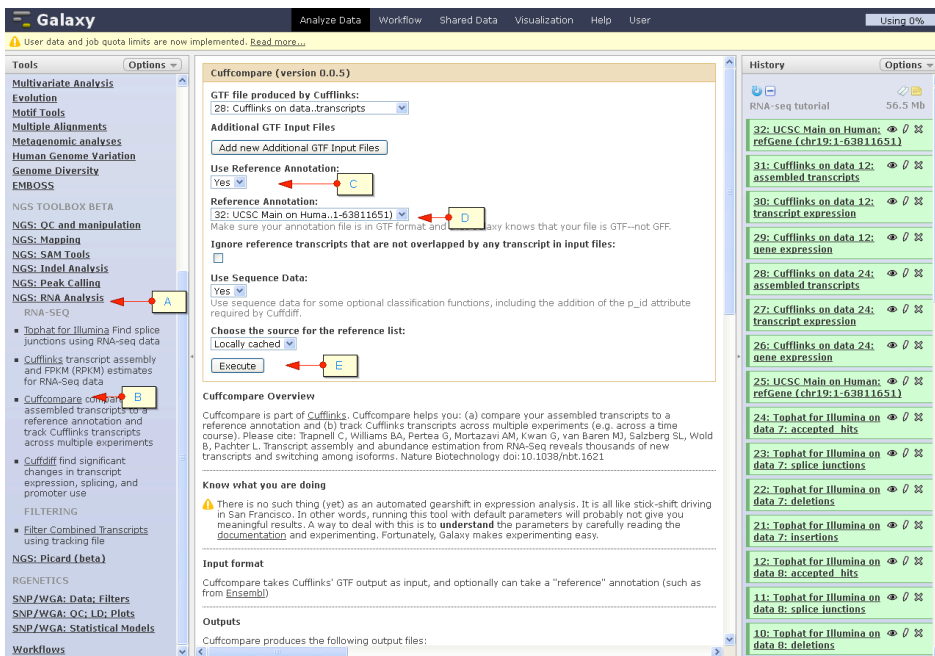 Galaxy
Analyze Data Workflow Shared Data Visualization Help User
Using 0%
User data and job quota limits are now implemented. Read more...
Tools
Options
Multivariate Analysis
Evolution
Motif Tools
Multiple Alignments
Metagenomic analyses
Human Genome Variation
Genome Diversity
EMBOSS
NGS TOOLBOX BETA
NGS: QC and manipulation
NGS: Mapping
NGS: SAM Tools
NGS: Indel Analysis
NGS: Peak Calling
NGS: RNA Analysis
A
RNA-SEQ
Tophat for Illumina Find splice
junctions using RNA-seq data
Cufflinks transcript assembly
and FPKM (RPKM) estimates
for RNA-Seq data
Cuffcompare
B
assembled transcripts to a
reference annotation and
track Cufflinks transcripts
across multiple experiments
Cuffdiff find significant
changes in transcript
expression, splicing, and
promoter use
FILTERING
Filter Combined Transcripts
using tracking file
NGS: Picard (beta)
RGENETICS
SNP/WGA: Data; Filters
SNP/WGA: QC; LD; Plots
SNP/WGA: Statistical Models
Workflows
Cuffcompare (version 0.0.5)
GTF file produced by Cufflinks:
28: Cufflinks on data..transcripts
Additional GTF Input Files
Add new Additional GTF Input Files
Use Reference Annotation:
Yes
C
Reference Annotation:
32: UCSC Main on Huma..1-63811651)
D
Make sure your annotation file is in GTF format and knows that your file is GTF--not GFF.
Ignore reference transcripts that are not overlapped by any transcript in input files:
Use Sequence Data:
Yes
Use sequence data for some optional classification functions, including the addition of the p_id attribute
required by Cuffdiff.
Choose the source for the reference list:
Locally cached
Execute
E
Cuffcompare Overview
Cuffcompare is part of Cufflinks. Cuffcompare helps you: (a) compare your assembled transcripts to a
reference annotation and (b) track Cufflinks transcripts across multiple experiments (e.g. across a time
course). Please cite: Trapnell C, Williams BA, Pertea G, Mortazavi AM, Kwan G, van Baren MJ, Salzberg SL, Wold
B, Pachter L. Transcript assembly and abundance estimation from RNA-Seq reveals thousands of new
transcripts and switching among isoforms. Nature Biotechnology doi:10.1038/nbt.1621
Know what you are doing
There is no such thing (yet) as an automated gearshift in expression analysis. It is all like stick-shift driving
in San Francisco. In other words, running this tool with default parameters will probably not give you
meaningful results. A way to deal with this is to understand the parameters by carefully reading the
documentation and experimenting. Fortunately, Galaxy makes experimenting easy.
Input format
Cuffcompare takes Cufflinks' GTF output as input, and optionally can take a "reference" annotation (such as
from Ensembl)
Outputs
Cuffcompare produces the following output files:
History
Options
RNA-seq tutorial 56.5 Mb
32: UCSC Main on Human:
refGene (chr19:1-63811651)
31: Cufflinks on data 12:
assembled transcripts
30: Cufflinks on data 12:
transcript expression
29: Cufflinks on data 12:
gene expression
28: Cufflinks on data 24:
assembled transcripts
27: Cufflinks on data 24:
transcript expression
26: Cufflinks on data 24:
gene expression
25: UCSC Main on Human:
refGene (chr19:1-63811651)
24: Tophat for Illumina on
data 7: accepted_hits
23: Tophat for Illumina on
data 7: splice junctions
22: Tophat for Illumina on
data 7: deletions
21: Tophat for Illumina on
data 7: insertions
12: Tophat for Illumina on
data 8: accepted_hits
11: Tophat for Illumina on
data 8: splice junctions
10: Tophat for Illumina on
data 8: deletions